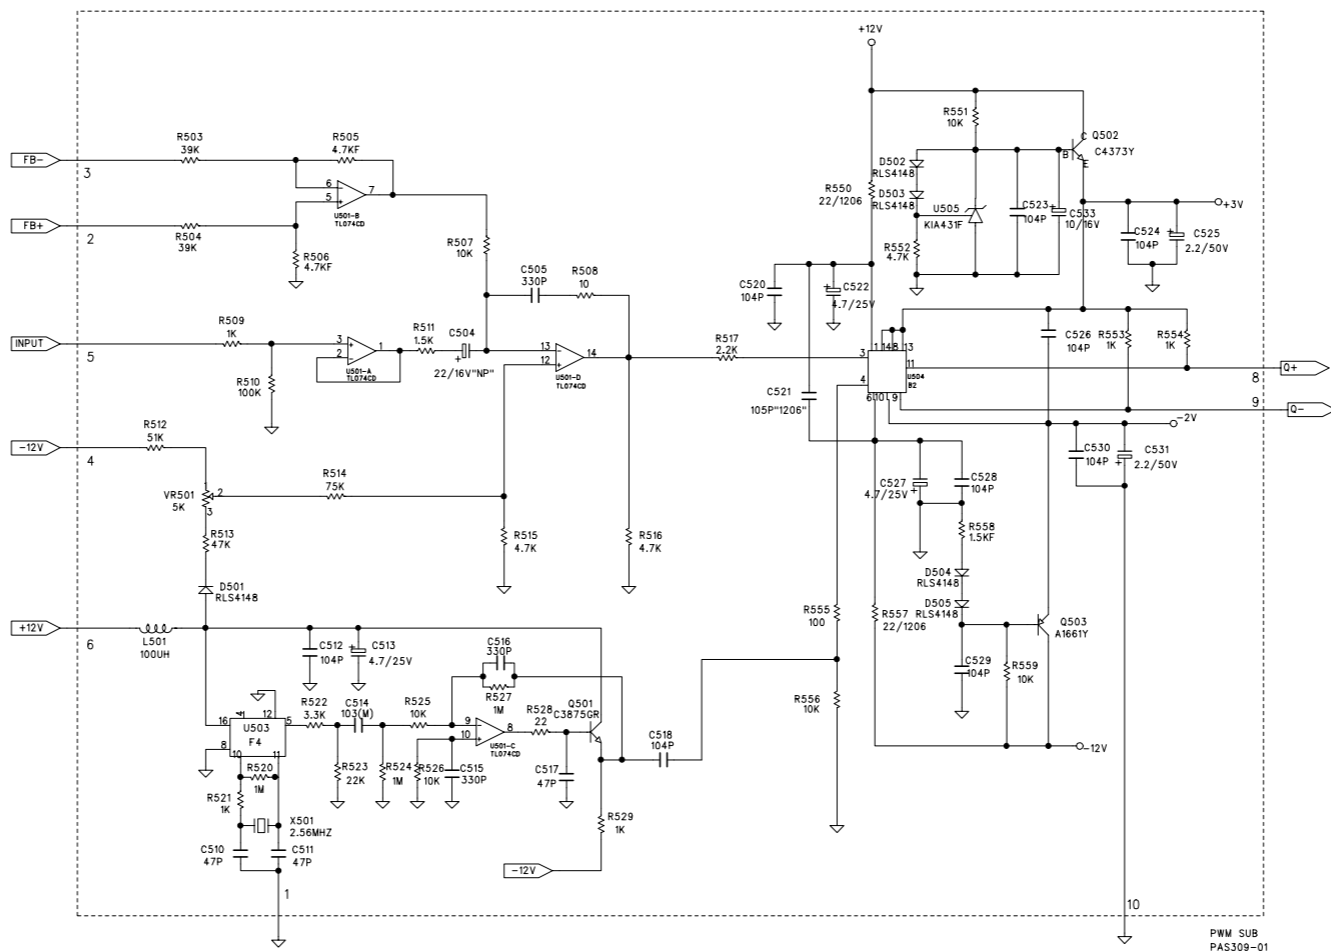 +12V
R551
10K
Q502
C
C4373Y
B
E
R503
39K
R505
4.7KF
FB-
3
6
5
7
U501-B
TL074CD
D502
RLS4148
D503
RLS4148
R550
22/1206
U505
KIA431F
C523
104P
+
C533
10/16V
+3V
FB+
2
R504
39K
R506
4.7KF
R507
10K
C524
104P
+
C525
2.2/50V
R552
4.7K
C505
330P
R508
10
C520
104P
+
C522
4.7/25V
INPUT
5
R509
1K
3
2
1
U501-A
TL074CD
R511
1.5K
C504
+
22/16V"NP"
13
12
14
U501-D
TL074CD
R517
2.2K
R510
100K
1
14
8
13
3
11
4
U504
B2
6
10
9
C526
104P
R553
1K
R554
1K
8
Q+
9
Q-
C521
105P"1206"
-2V
-12V
4
R512
51K
C530
104P
+
C531
2.2/50V
VR501
5K
2
3
R514
75K
C527
4.7/25V
+
C528
104P
R513
47K
R515
4.7K
R516
4.7K
R558
1.5KF
D501
RLS4148
D504
RLS4148
D505
RLS4148
+12V
6
L501
100UH
C512
104P
+
C513
4.7/25V
C516
330P
R527
1M
R555
100
R557
22/1206
Q503
A1661Y
C529
104P
R559
10K
R556
10K
4
12
16
5
8
10
11
U503
F4
R522
3.3K
C514
103(M)
R525
10K
9
10
8
U501-C
TL074CD
R528
22
Q501
C3875GR
C518
104P
-12V
R520
1M
R523
22K
R524
1M
R526
10K
C515
330P
C517
47P
R521
1K
X501
2.56MHZ
R529
1K
C510
47P
C511
47P
-12V
1
10
PWM SUB
PAS309-01